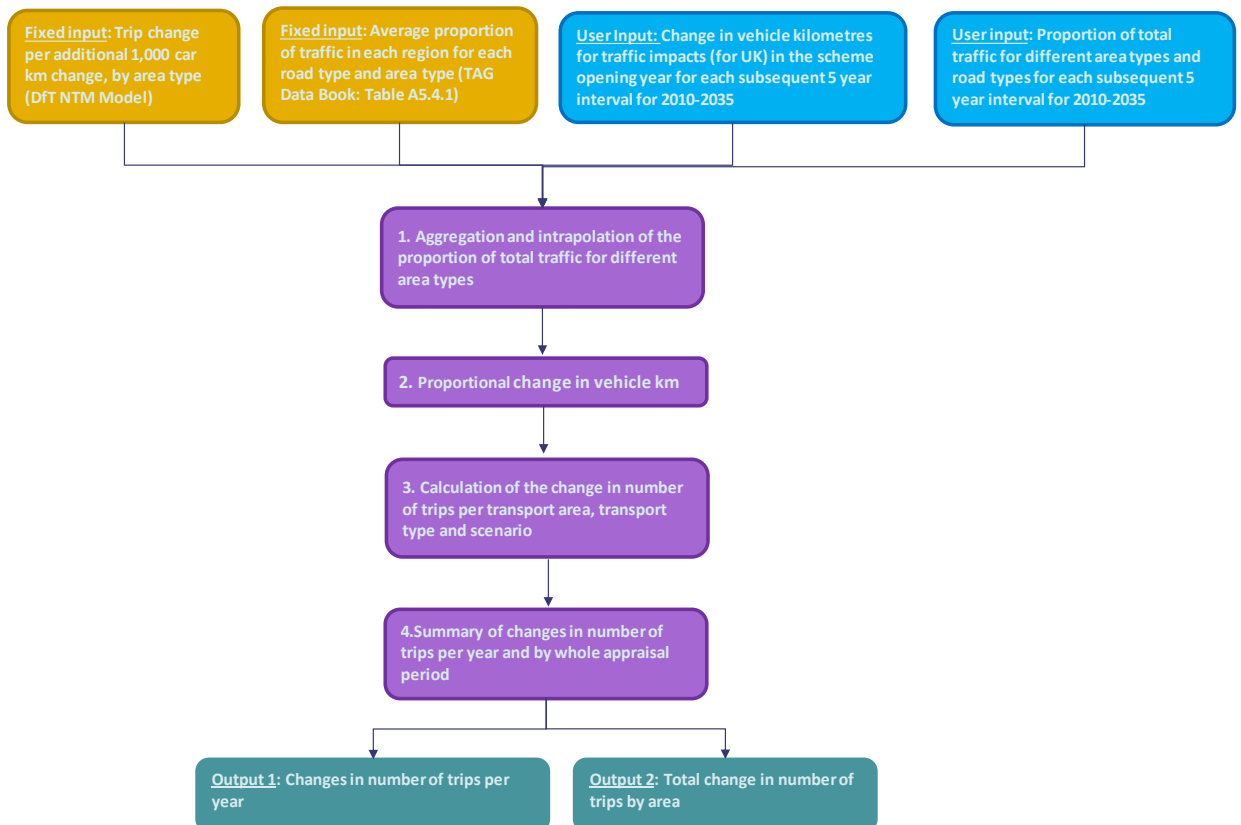 Fixed input: Trip change
per additional 1,000 car
km change, by area type
(DfT NTM Model)
Fixed input: Average proportion
of traffic in each region for each
road type and area type (TAG
Data Book: Table A5.4.1)
User Input: Change in vehicle kilometres
for traffic impacts (for UK) in the scheme
opening year for each subsequent 5 year
interval for 2010-2035
User input: Proportion of total
traffic for different area types and
road types for each subsequent 5
year interval for 2010-2035
1. Aggregation and intrapolation of the
proportion of total traffic for different
area types
2. Proportional change in vehicle km
3. Calculation of the change in number
of trips per transport area, transport
type and scenario
4.Summary of changes in number of
trips per year and by whole appraisal
period
Output 1: Changes in number of trips per
year
Output 2: Total change in number of
trips by area